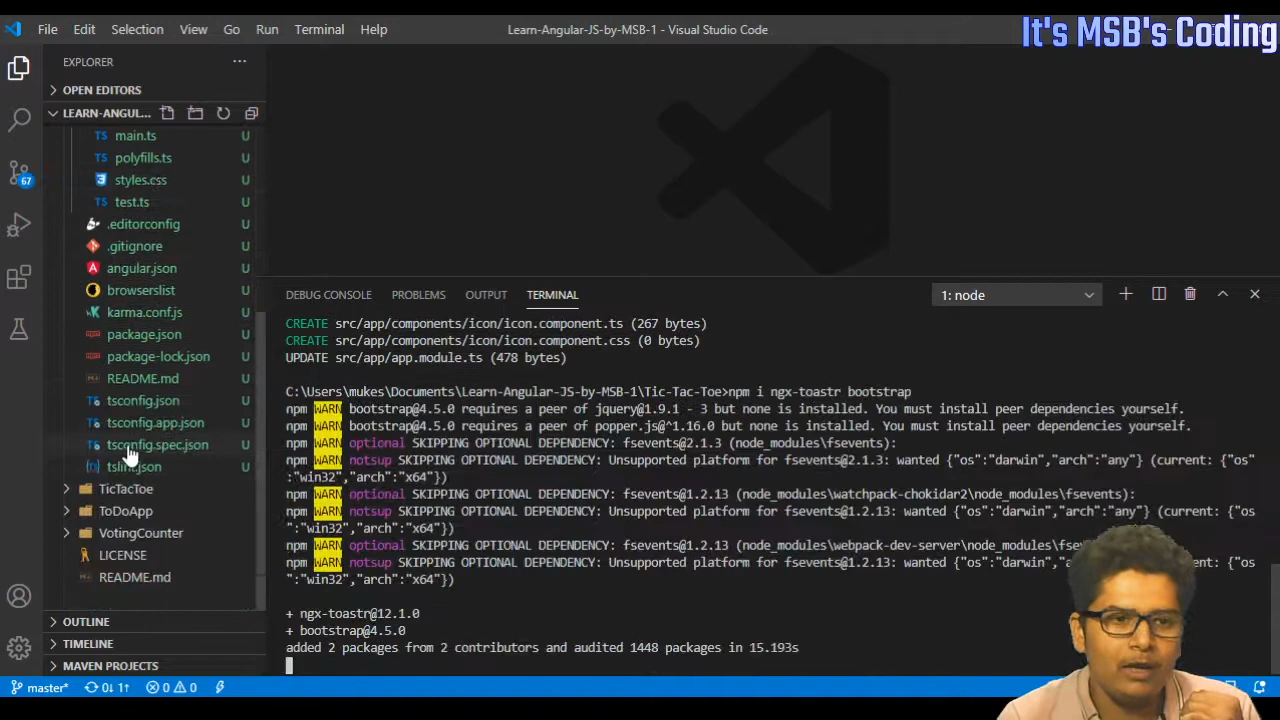 File Edit Selection View Go Run Terminal Help
Learn-Angular-JS-by-MSB-1 - Visual Studio Code
It's MSB's Coding
EXPLORER
OPEN EDITORS
LEARN-ANGUL...
TS main.ts U
TS polyfills.ts U
styles.css U
TS test.ts U
.editorconfig U
.gitignore U
angular.json U
browserslist U
karma.conf.js U
package.json U
package-lock.json U
README.md U
tsconfig.json U
tsconfig.app.json U
tsconfig.spec.json U
tslint.json U
TicTacToe
ToDoApp
VotingCounter
LICENSE
README.md
OUTLINE
TIMELINE
MAVEN PROJECTS
67
DEBUG CONSOLE PROBLEMS OUTPUT TERMINAL
1: node
CREATE src/app/components/icon/icon.component.ts (267 bytes)
CREATE src/app/components/icon/icon.component.css (0 bytes)
UPDATE src/app/app.module.ts (478 bytes)
C:\Users\mukes\Documents\Learn-Angular-JS-by-MSB-1\Tic-Tac-Toe>npm i ngx-toastr bootstrap
npm WARN bootstrap@4.5.0 requires a peer of jquery@1.9.1 - 3 but none is installed. You must install peer dependencies yourself.
npm WARN bootstrap@4.5.0 requires a peer of popper.js@^1.16.0 but none is installed. You must install peer dependencies yourself.
npm WARN optional SKIPPING OPTIONAL DEPENDENCY: fsevents@2.1.3 (node_modules\fsevents):
npm WARN notsup SKIPPING OPTIONAL DEPENDENCY: Unsupported platform for fsevents@2.1.3: wanted {"os":"darwin","arch":"any"} (current: {"os"
:"win32","arch":"x64"})
npm WARN optional SKIPPING OPTIONAL DEPENDENCY: fsevents@1.2.13 (node_modules\watchpack-chokidar2\node_modules\fsevents):
npm WARN notsup SKIPPING OPTIONAL DEPENDENCY: Unsupported platform for fsevents@1.2.13: wanted {"os":"darwin","arch":"any"} (current: {"os"
:"win32","arch":"x64"})
npm WARN optional SKIPPING OPTIONAL DEPENDENCY: fsevents@1.2.13 (node_modules\webpack-dev-server\node_modules\
npm WARN notsup SKIPPING OPTIONAL DEPENDENCY: Unsupported platform for fsevents@1.2.13: {"os"
:"win32","arch":"x64"})
+ ngx-toastr@12.1.0
+ bootstrap@4.5.0
added 2 packages from 2 contributors and audited 1448 packages in 15.193s
master* 0↓ 1↑ 0 0